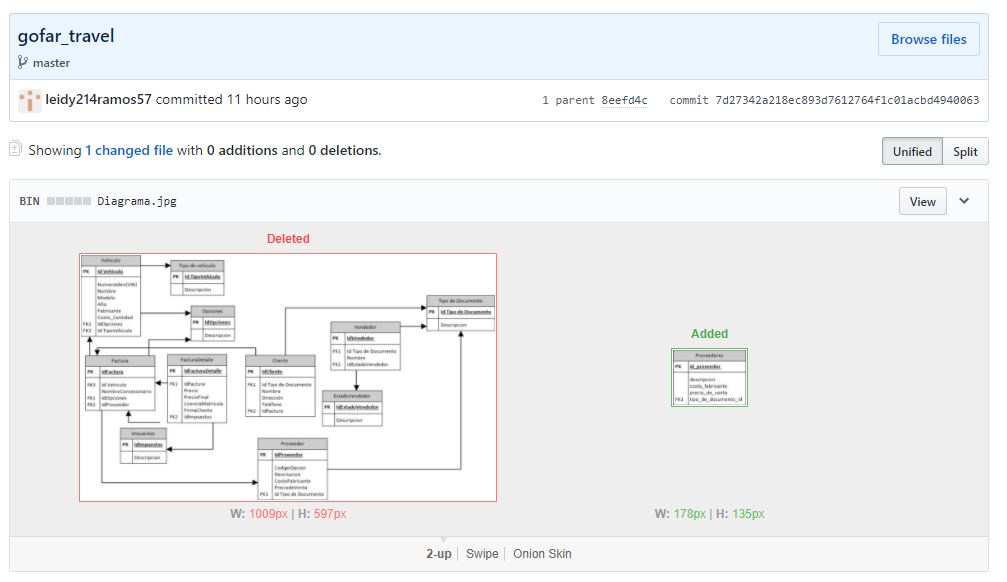 gofar_travel
Browse files
master
leidy214ramos57 committed 11 hours ago
1 parent 8eefd4c commit 7d27342a218ec893d7612764f1c01acbd4940063
Showing 1 changed file with 0 additions and 0 deletions.
Unified Split
BIN Diagrama.jpg
View
Deleted
Vehiculo
PK Id Vehiculo
NumeroIden(VIN)
Nombre
Modelo
Año
Fabricante
Costo_Cantidad
FK1 IdOpciones
FK2 Id TipoVehiculo
Tipo de vehiculo
PK Id TipoVehiculo
Descripción
Opciones
PK IdOpciones
Descripcion
Tipo de Documento
PK Id Tipo de Documento
Descripcion
Vendedor
PK IdVendedor
FK1 Id Tipo de Documento
Nombre
FK2 IdEstadoVendedor
Factura
PK IdFactura
FK3 Id Vehiculo
NombreConcesionario
FK1 IdOpciones
FK2 IdProveedor
FacturaDetalle
PK IdFacturaDetalle
FK1 IdFactura
Precio
PrecioFinal
LicenciaMatricula
FirmaCliente
FK2 IdImpuestos
Cliente
PK IdCliente
FK1 Id Tipo de Documento
Nombre
Dirección
Teléfono
FK2 IdFactura
EstadoVendedor
PK IdEstadoVendedor
Descripcion
Impuestos
PK IdImpuestos
Descripcion
Proveedor
PK IdProveedor
CodigoOpcion
Descripcion
CostoFabricante
PreciodeVenta
FK1 Id Tipo de Documento
W: 1009px | H: 597px
Added
Proveedores
PK id_proveedor
descripcion
costo_fabricante
precio_de_venta
FK1 tipo_de_documento_id
W: 178px | H: 135px
2-up Swipe Onion Skin